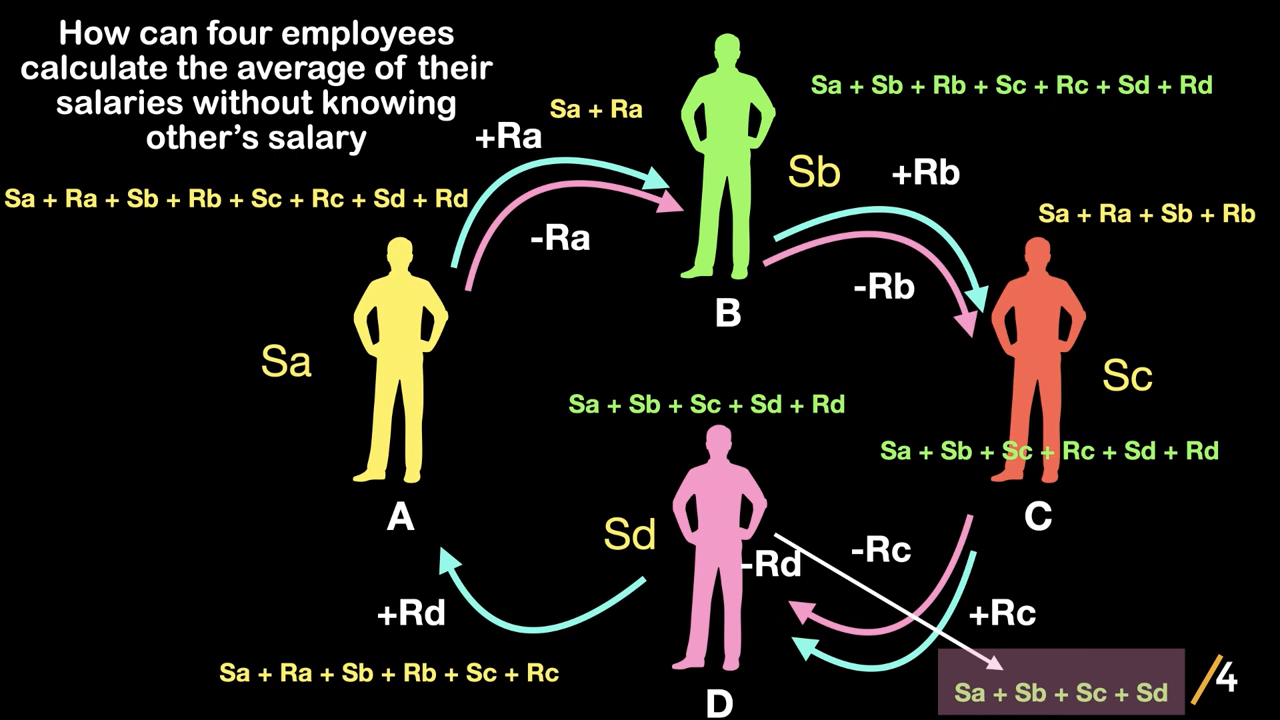 How can four employees
calculate the average of their
salaries without knowing
other's salary
Sa + Ra
+Ra
-Ra
Sa + Sb + Rb + Sc + Rc + Sd + Rd
Sb
+Rb
-Rb
Sa + Ra + Sb + Rb + Sc + Rc + Sd + Rd
Sa + Ra + Sb + Rb
B
Sa
Sc
Sa + Sb + Sc + Sd + Rd
Sa + Sb + Sc + Rc + Sd + Rd
A
C
Sd
-Rd
-Rc
+Rd
+Rc
Sa + Ra + Sb + Rb + Sc + Rc
D
Sa + Sb + Sc + Sd /4